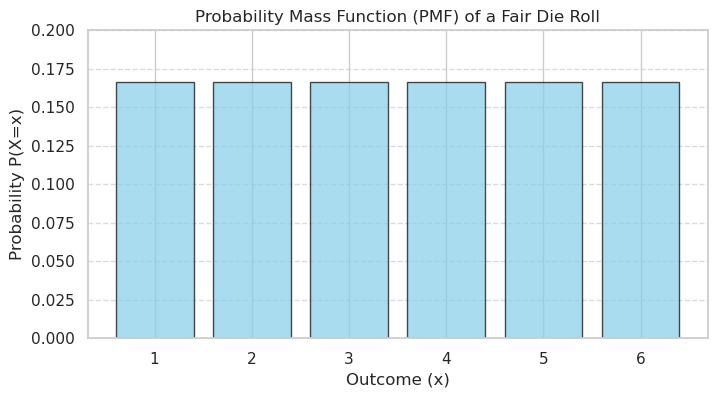 Probability Mass Function (PMF) of a Fair Die Roll
Probability P(X=x)
0.200
0.175
0.150
0.125
0.100
0.075
0.050
0.025
0.000
1 2 3 4 5 6
Outcome (x)